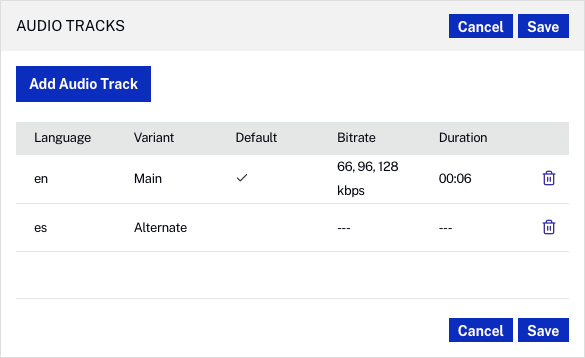 AUDIO TRACKS
Cancel Save
Add Audio Track
Language Variant Default Bitrate Duration
en Main ✓ 66, 96, 128 kbps 00:06
es Alternate --- ---
Cancel Save